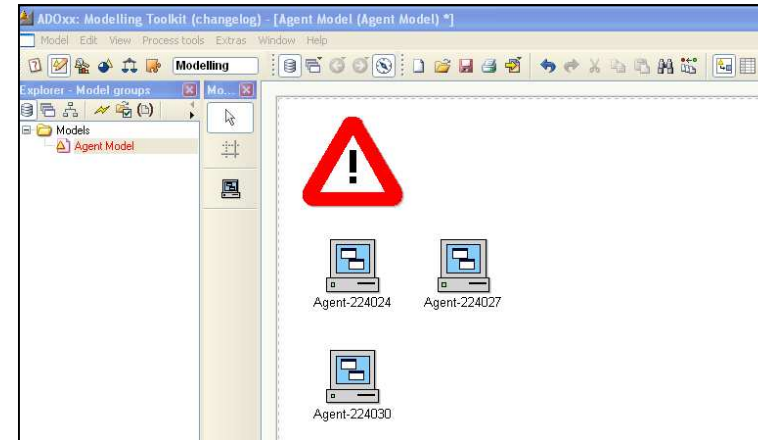 ADOxx: Modelling Toolkit (changelog) - [Agent Model (Agent Model) *]
Model Edit View Process tools Extras Window Help
Modelling
Explorer - Model groups
Mo...
Models
Agent Model
!
Agent-224024
Agent-224027
Agent-224030